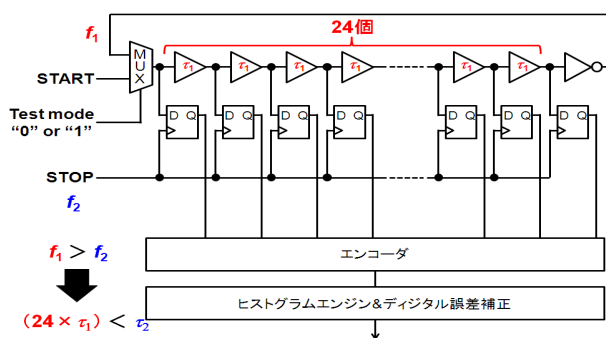 24個
f1
MUX
τ1 τ1 τ1 τ1 τ1 τ1
START
Test mode
"0" or "1"
D Q D Q D Q D Q D Q D Q D Q
STOP
f2
f1 > f2
エンコーダ
ヒストグラムエンジン&ディジタル誤差補正
(24 × τ1) < τ2